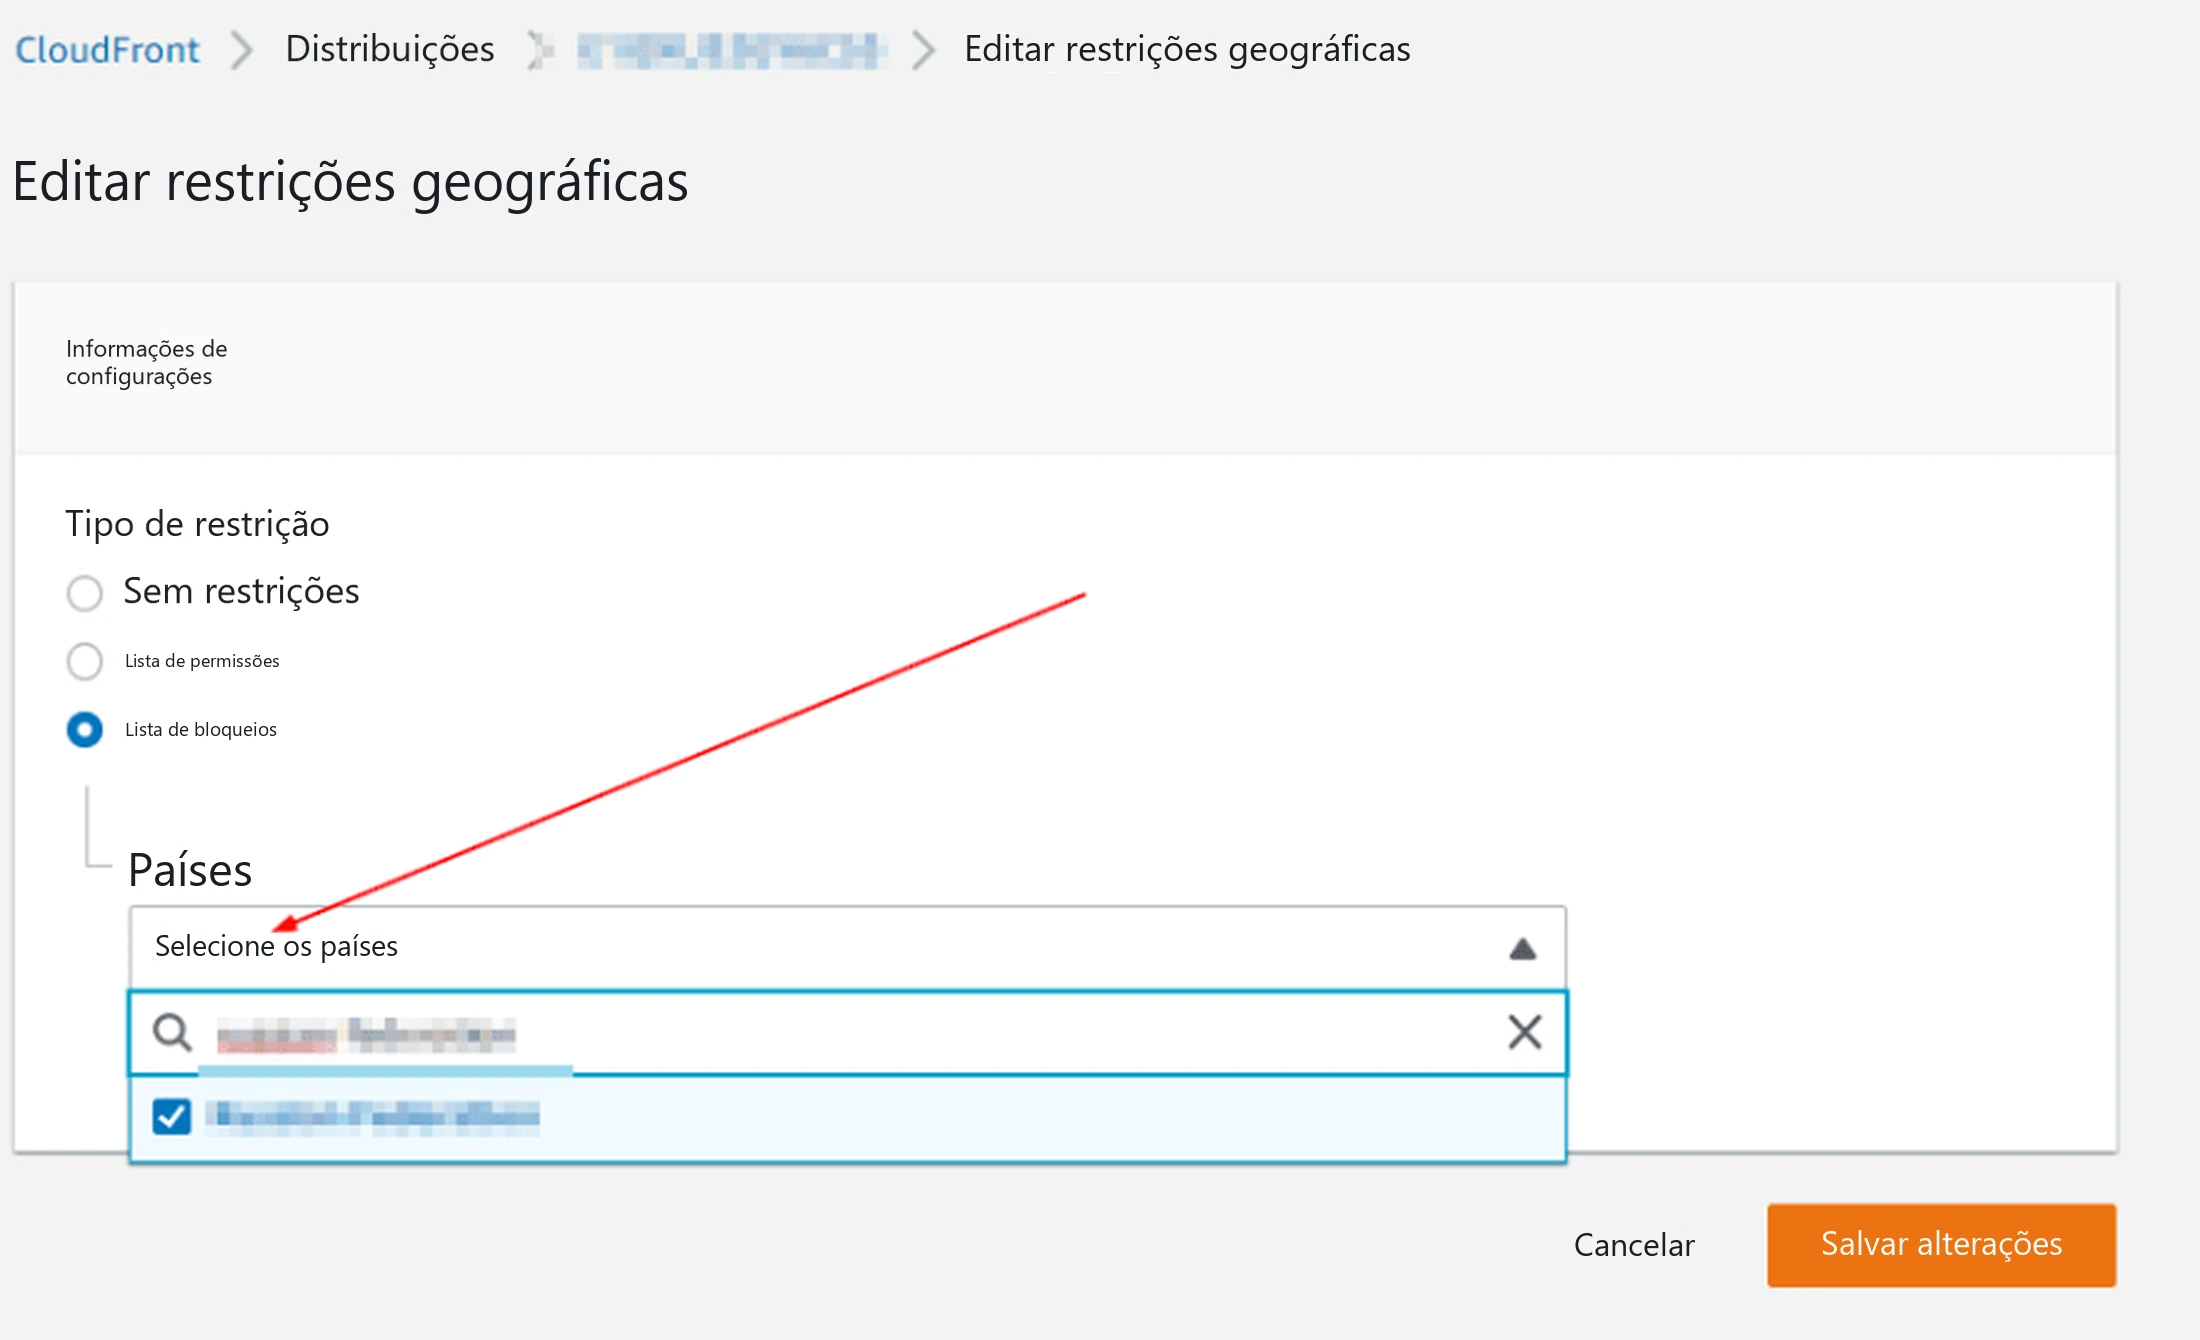 CloudFront
Distribuições
Editar restrições geográficas
Editar restrições geográficas
Informações de
configurações
Tipo de restrição
Sem restrições
Lista de permissões
Lista de bloqueios
Países
Selecione os países
Cancelar
Salvar alterações